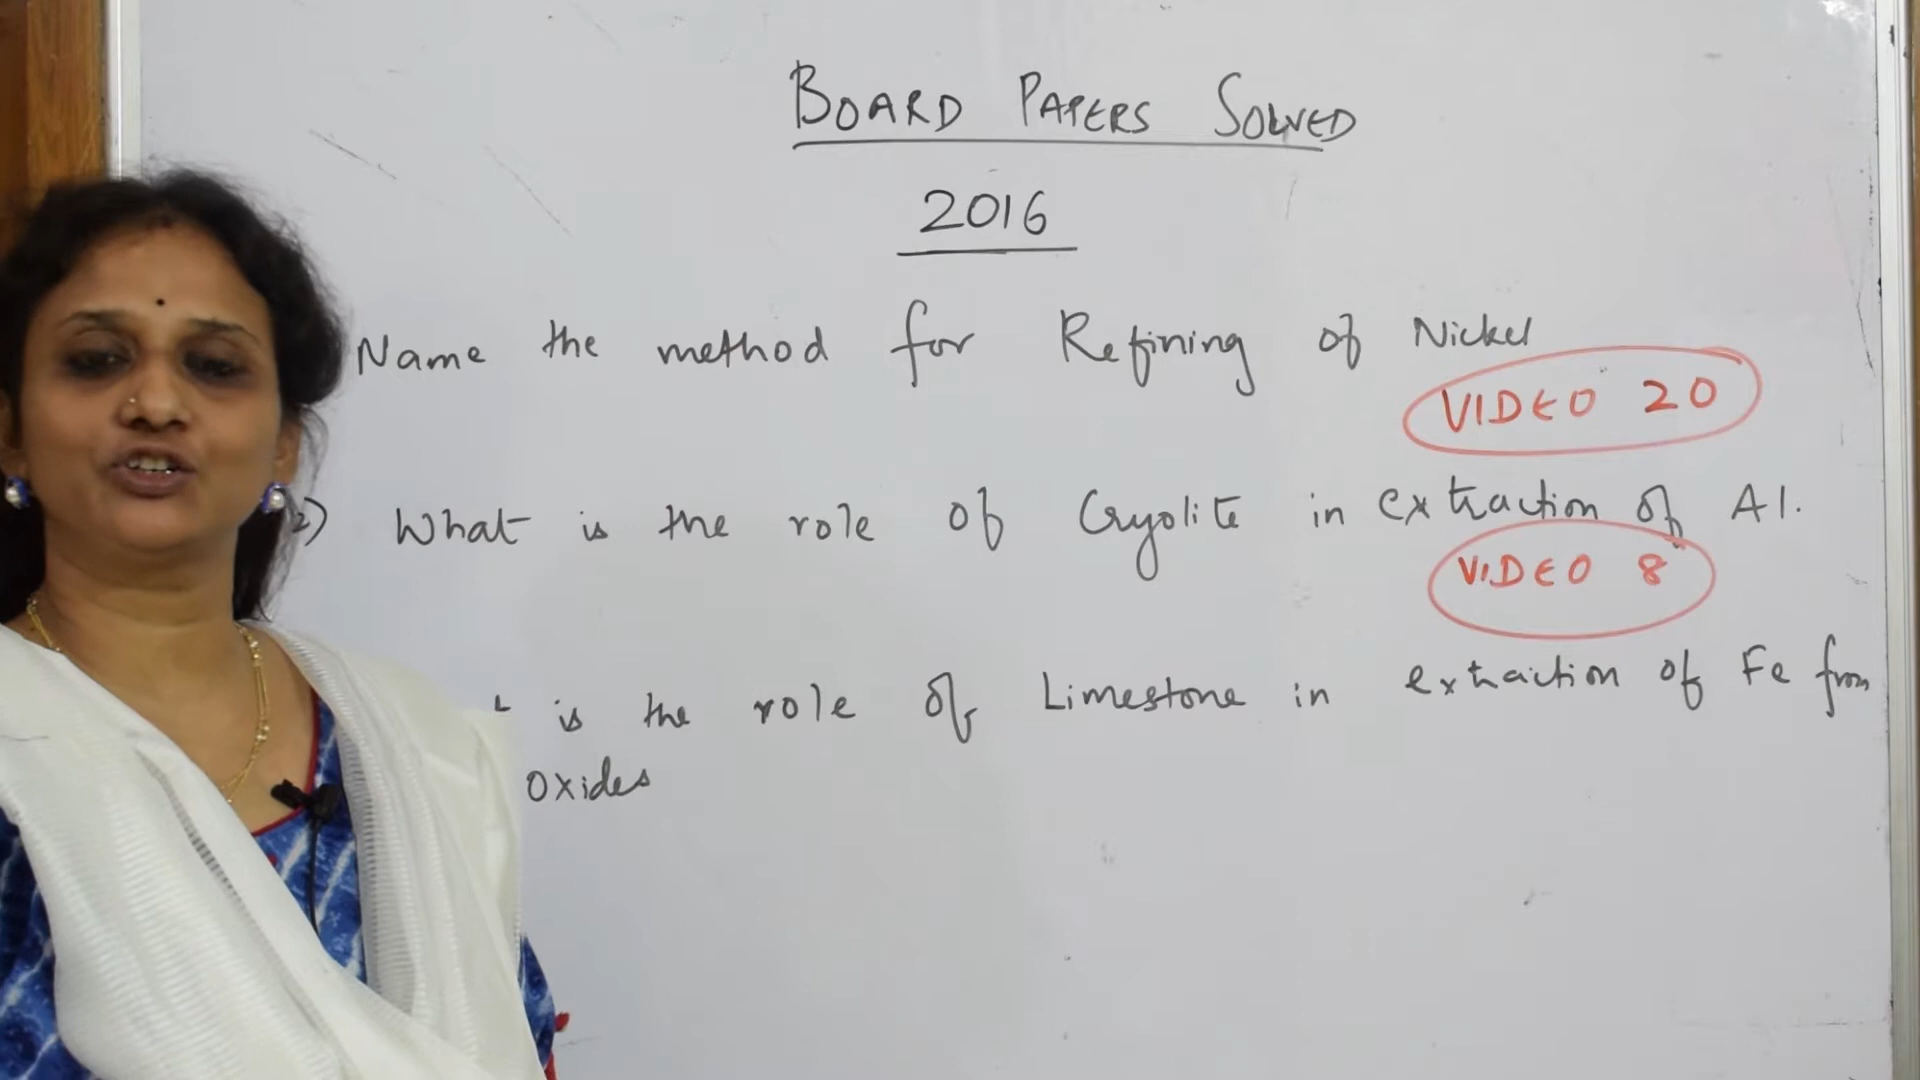 BOARD PAPERS SOLVED
2016
Name the method for Refining of Nickel
VIDEO 20
2) What is the role of Cryolite in extraction of Al.
VIDEO 8
is the role of Limestone in extraction of Fe from
oxides